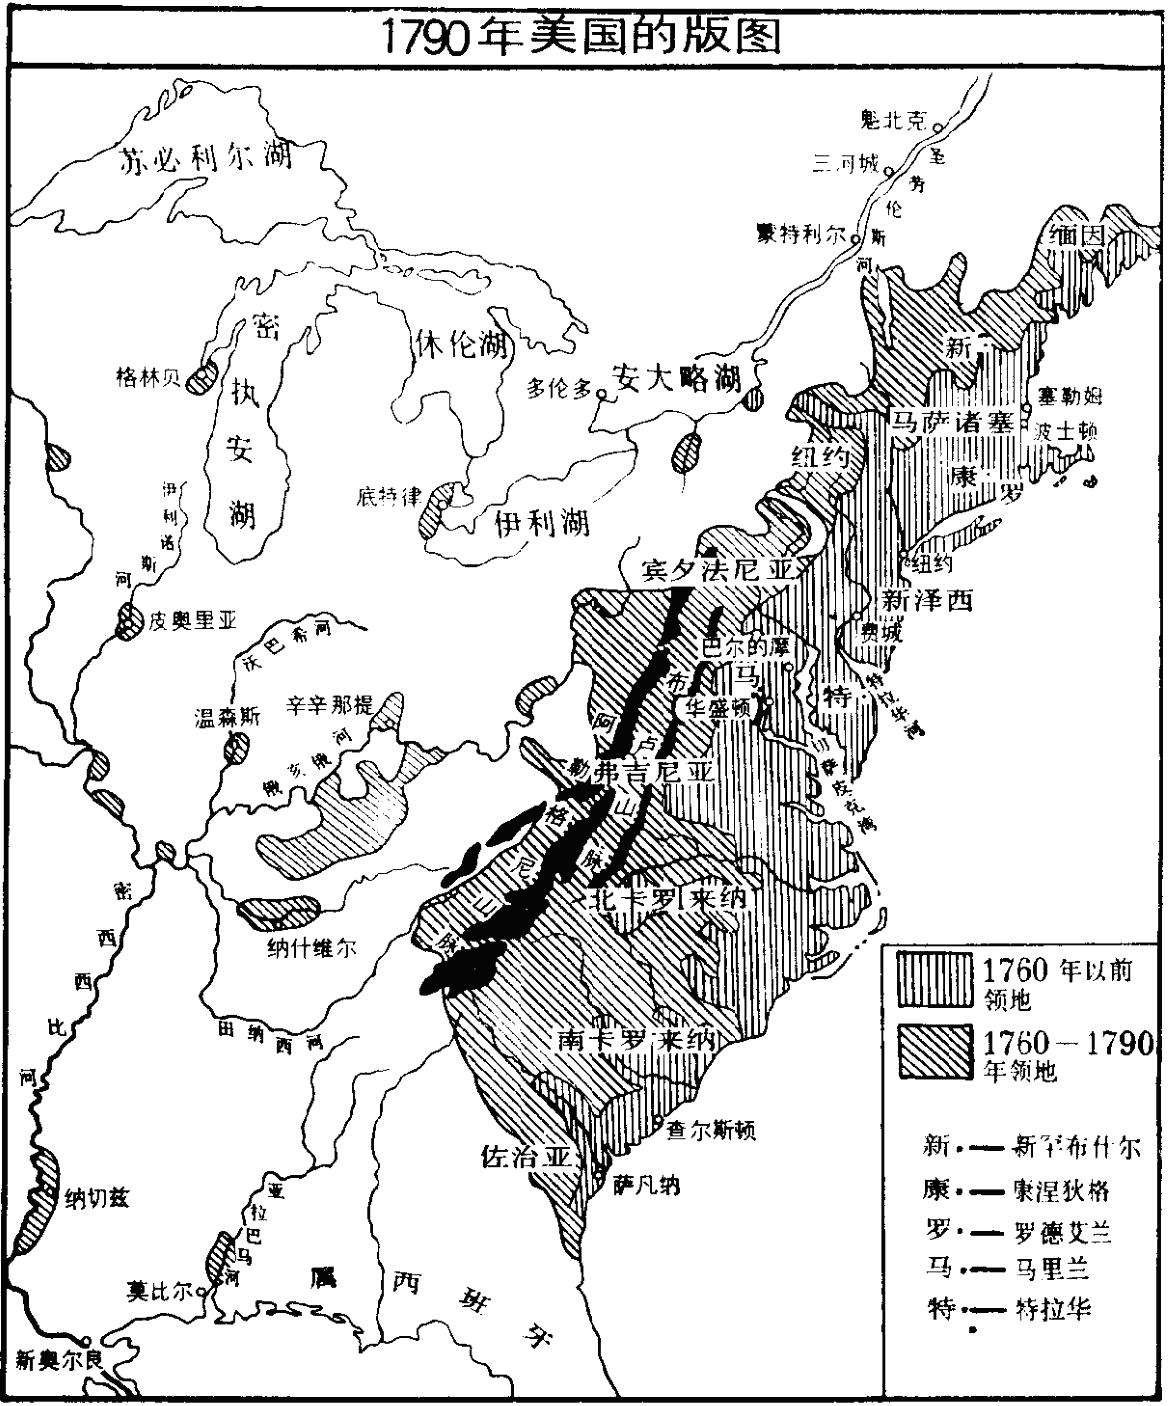 1790年美国的版图
魁北克
三河城
圣劳伦斯河
蒙特利尔
苏必利尔湖
缅因
密执安湖
休伦湖
格林贝
多伦多
安大略湖
新·
塞勒姆
马萨诸塞
波士顿
纽约
康·
罗
底特律
伊利湖
伊利诺斯河
纽约
宾夕法尼亚
新泽西
皮奥里亚
费城
沃巴希河
巴尔的摩
马
特·
特拉华河
华盛顿
温森斯
辛辛那提
阿勒格尼山脉
布卢山脉
弗吉尼亚
切萨皮克湾
俄亥俄河
北卡罗来纳
纳什维尔
密西西比河
田纳西河
南卡罗来纳
查尔斯顿
佐治亚
萨凡纳
纳切兹
亚拉巴马河
莫比尔
属西班牙
新奥尔良
1760年以前
领地
1760－1790
年领地
新·—新罕布什尔
康·—康涅狄格
罗·—罗德艾兰
马·—马里兰
特·—特拉华